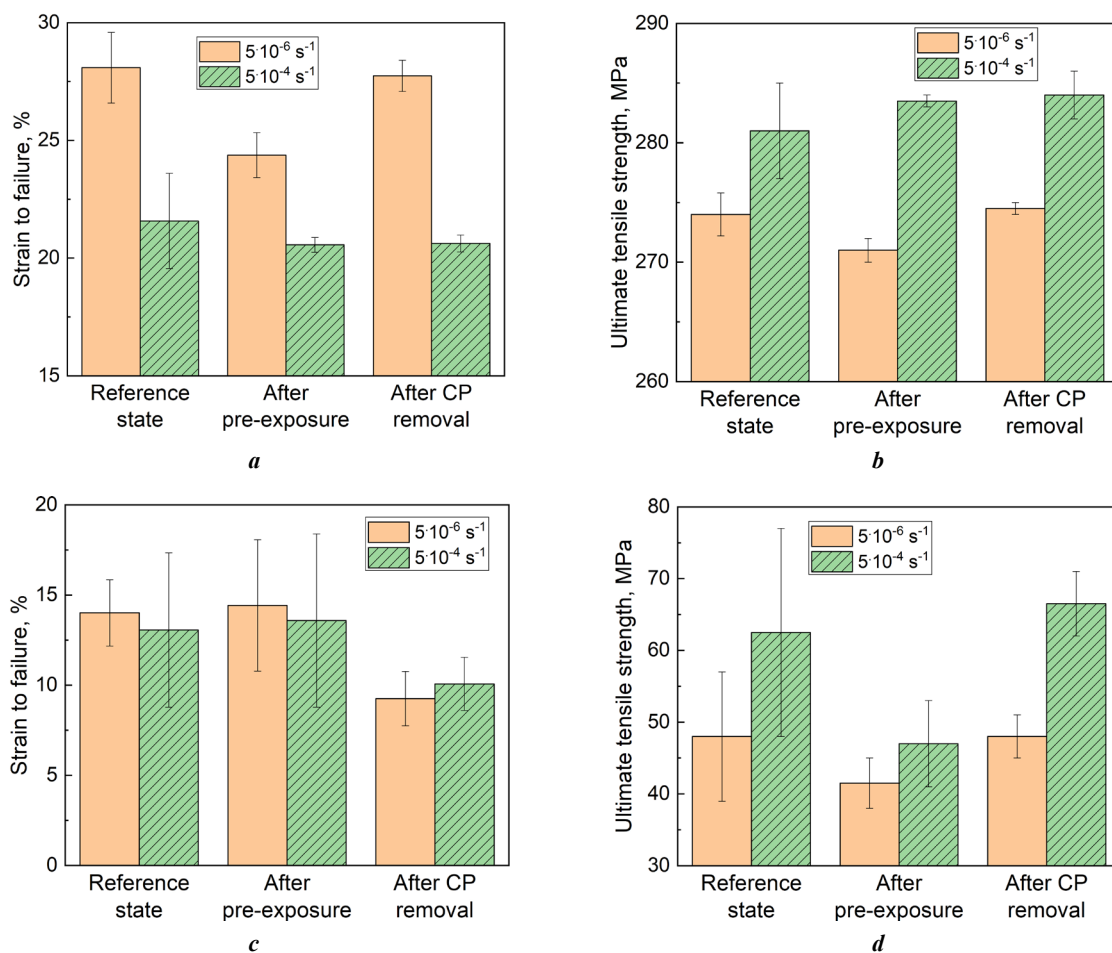 30
25
20
15
Strain to failure, %
5·10⁻⁶ s⁻¹
5·10⁻⁴ s⁻¹
Reference
state
After
pre-exposure
After CP
removal
a
290
280
270
260
Ultimate tensile strength, MPa
5·10⁻⁶ s⁻¹
5·10⁻⁴ s⁻¹
Reference
state
After
pre-exposure
After CP
removal
b
20
15
10
5
0
Strain to failure, %
5·10⁻⁶ s⁻¹
5·10⁻⁴ s⁻¹
Reference
state
After
pre-exposure
After CP
removal
c
80
70
60
50
40
30
Ultimate tensile strength, MPa
5·10⁻⁶ s⁻¹
5·10⁻⁴ s⁻¹
Reference
state
After
pre-exposure
After CP
removal
d